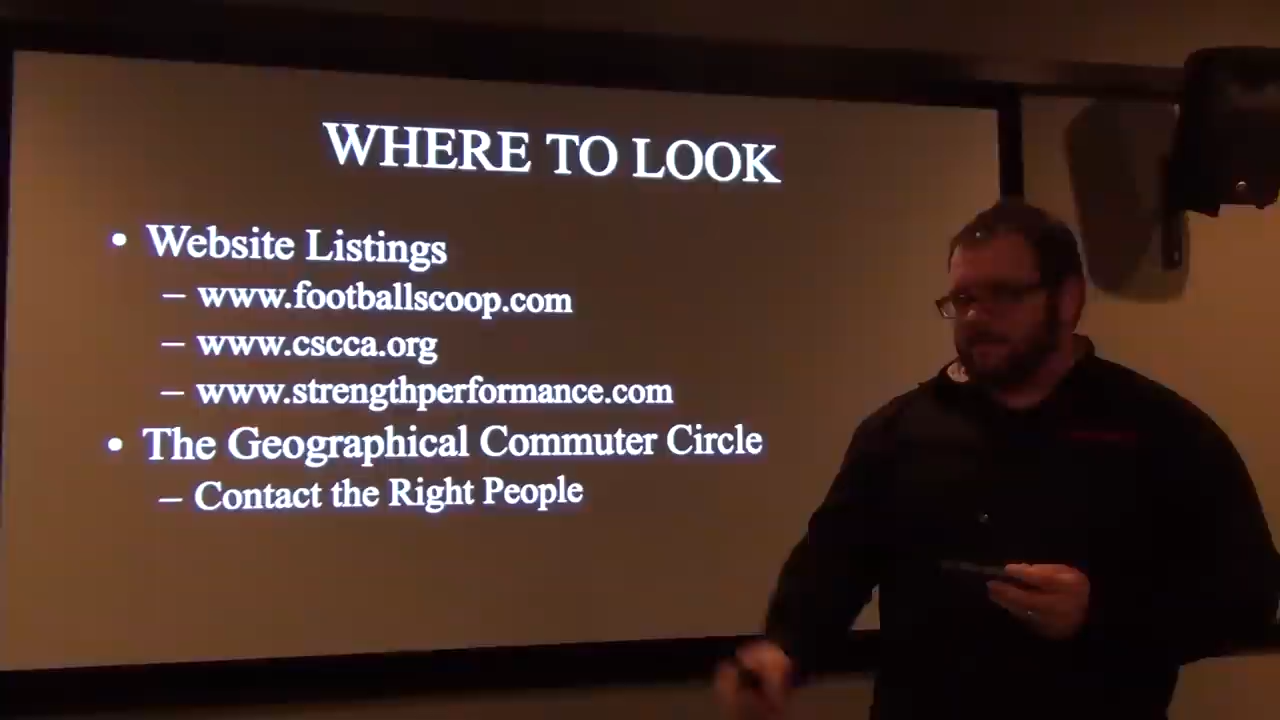 WHERE TO LOOK
• Website Listings
– www.footballscoop.com
– www.cscca.org
– www.strengthperformance.com
• The Geographical Commuter Circle
– Contact the Right People